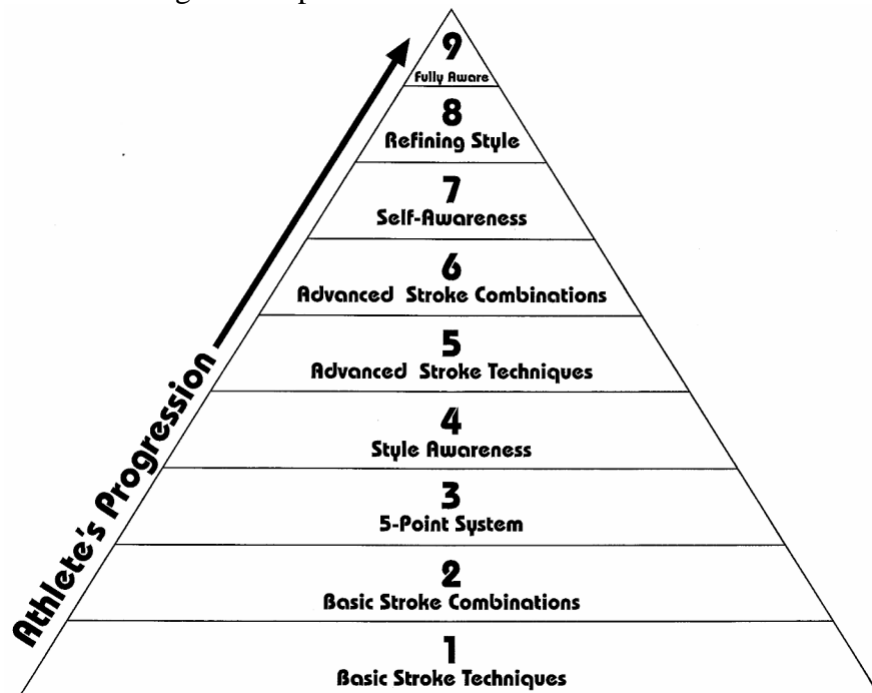 9
Fully Aware
8
Refining Style
7
Self-Awareness
6
Advanced Stroke Combinations
5
Advanced Stroke Techniques
4
Style Awareness
3
5-Point System
2
Basic Stroke Combinations
1
Basic Stroke Techniques
Athlete's Progression